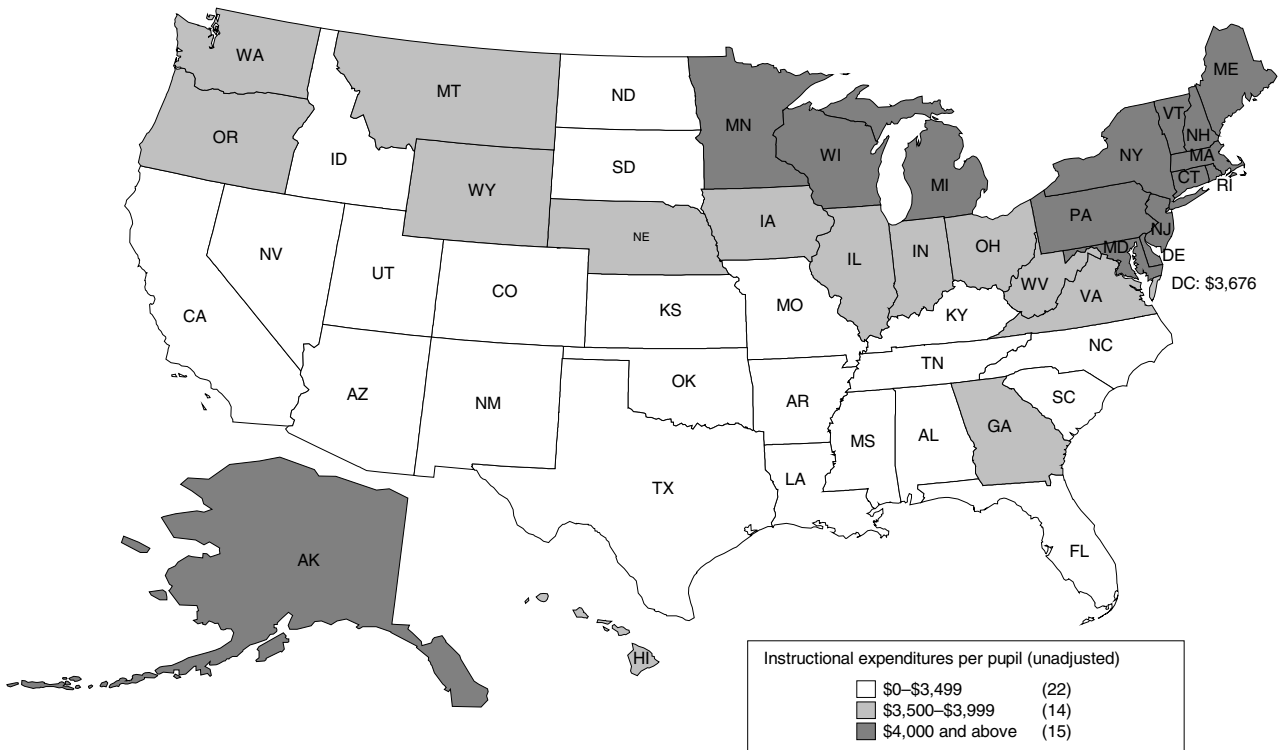 WA
MT
ND
MN
ME
VT
NH
OR
ID
SD
WI
NY
MA
WY
MI
CT
RI
IA
PA
NE
NJ
NV
UT
CO
IL
IN
OH
MD
DE
WV
DC: $3,676
VA
CA
KS
MO
KY
NC
AZ
NM
OK
AR
TN
SC
MS
AL
GA
TX
LA
FL
AK
HI
Instructional expenditures per pupil (unadjusted)
$0–$3,499 (22)
$3,500–$3,999 (14)
$4,000 and above (15)